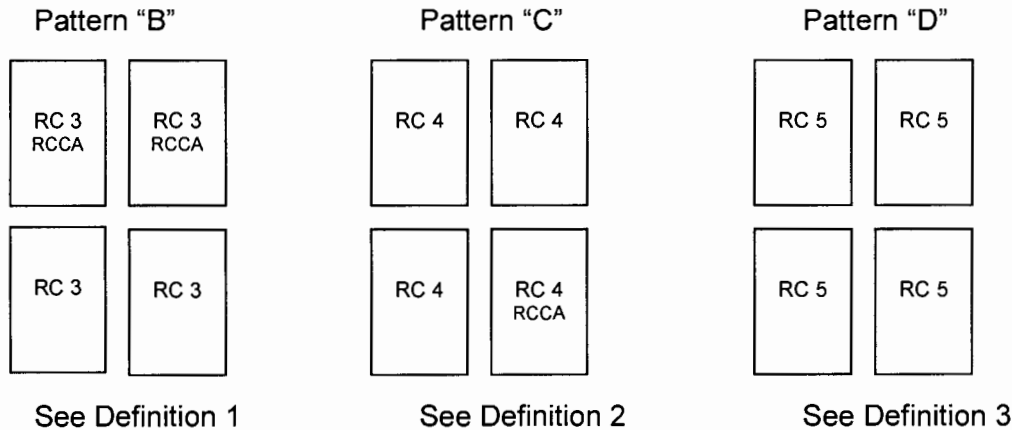 Pattern “B”
RC 3
RCCA
RC 3
RCCA
RC 3
RC 3
See Definition 1
Pattern “C”
RC 4
RC 4
RC 4
RC 4
RCCA
See Definition 2
Pattern “D”
RC 5
RC 5
RC 5
RC 5
See Definition 3